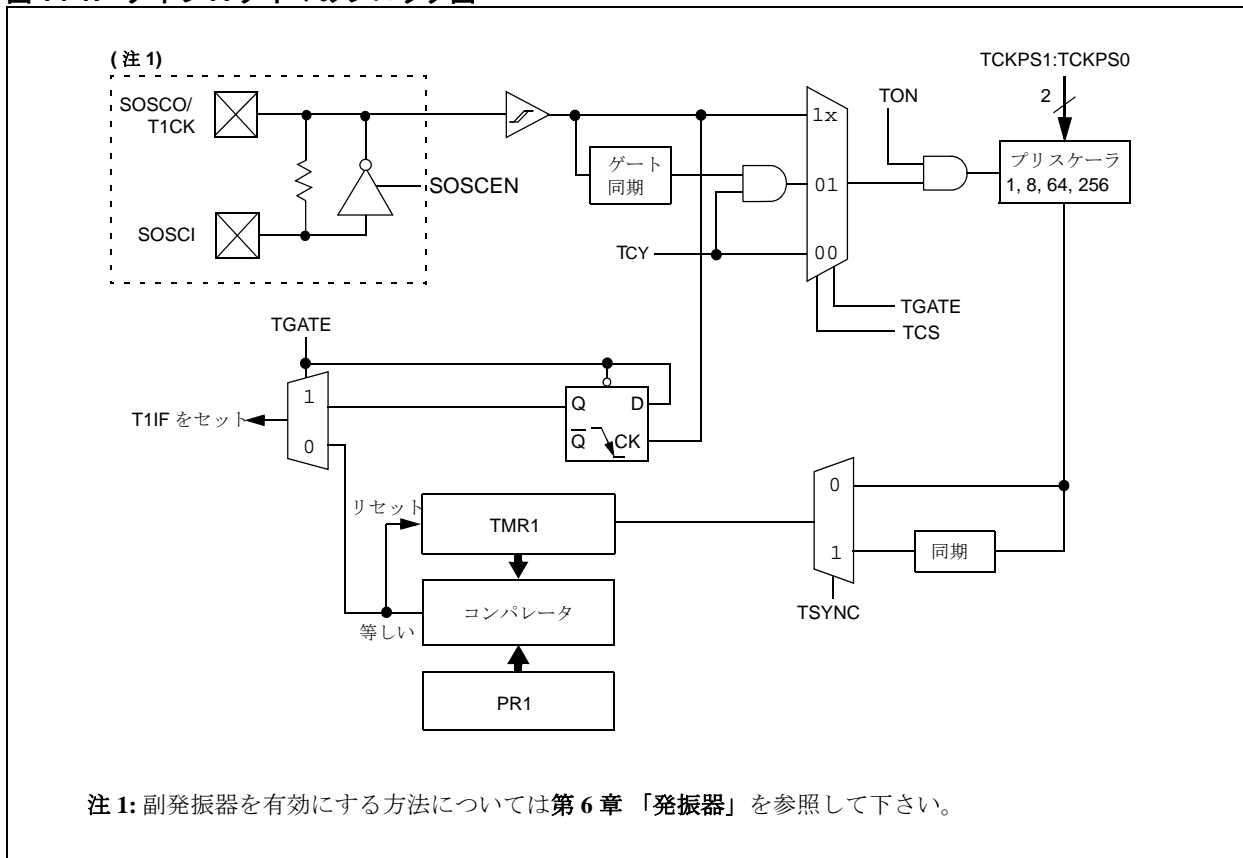 (注 1)
SOSCO/
T1CK
SOSCI
SOSCEN
TCKPS1:TCKPS0
2
TON
プリスケーラ
1, 8, 64, 256
ゲート
同期
1x
01
00
TCY
TGATE
TCS
TGATE
1
0
T1IF をセット
Q
D
Q
CK
リセット
TMR1
コンパレータ
等しい
PR1
0
1
同期
TSYNC
注 1: 副発振器を有効にする方法については第 6 章 「発振器」を参照して下さい。